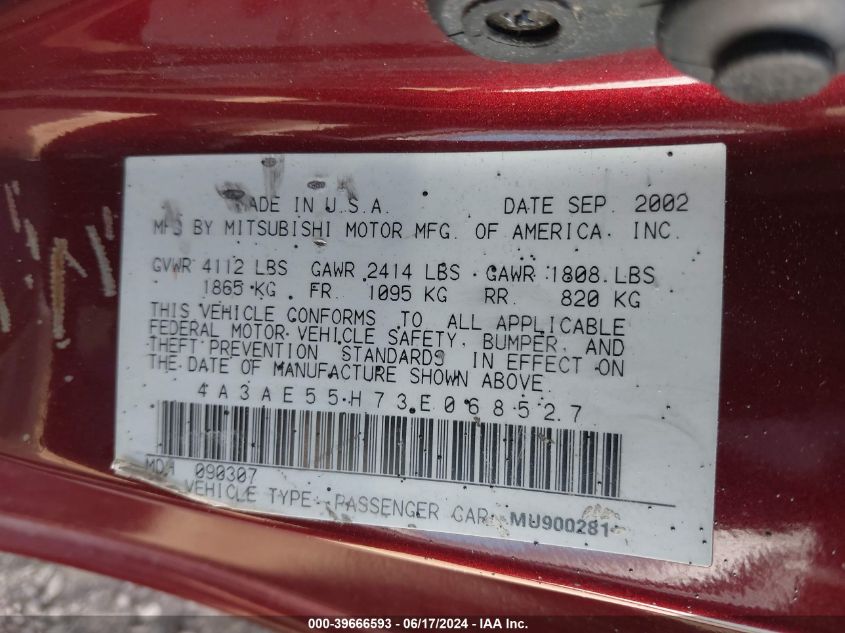 MADE IN U.S.A. DATE SEP. 2002
MFG BY MITSUBISHI MOTOR MFG. OF AMERICA. INC.
GVWR 4112 LBS GAWR 2414 LBS GAWR 1808 LBS
1865 KG FR. 1095 KG RR. 820 KG
THIS VEHICLE CONFORMS TO ALL APPLICABLE
FEDERAL MOTOR VEHICLE SAFETY, BUMPER AND
THEFT PREVENTION STANDARDS IN EFFECT ON
THE DATE OF MANUFACTURE SHOWN ABOVE.
4A3AE55H73E068527
MDH 090307
VEHICLE TYPE: PASSENGER CAR MU900281
000-39666593 - 06/17/2024 - IAA Inc.